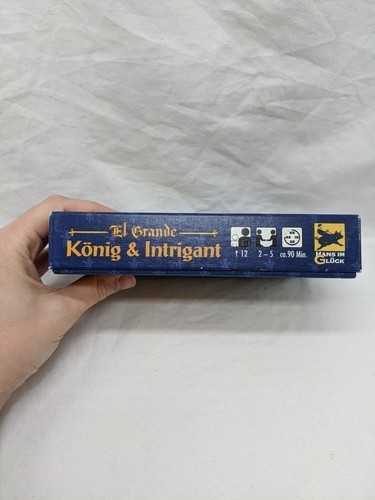 El Grande
König & Intrigant
↑ 12 2 – 5 ca. 90 Min.
HANS IM
GLÜCK